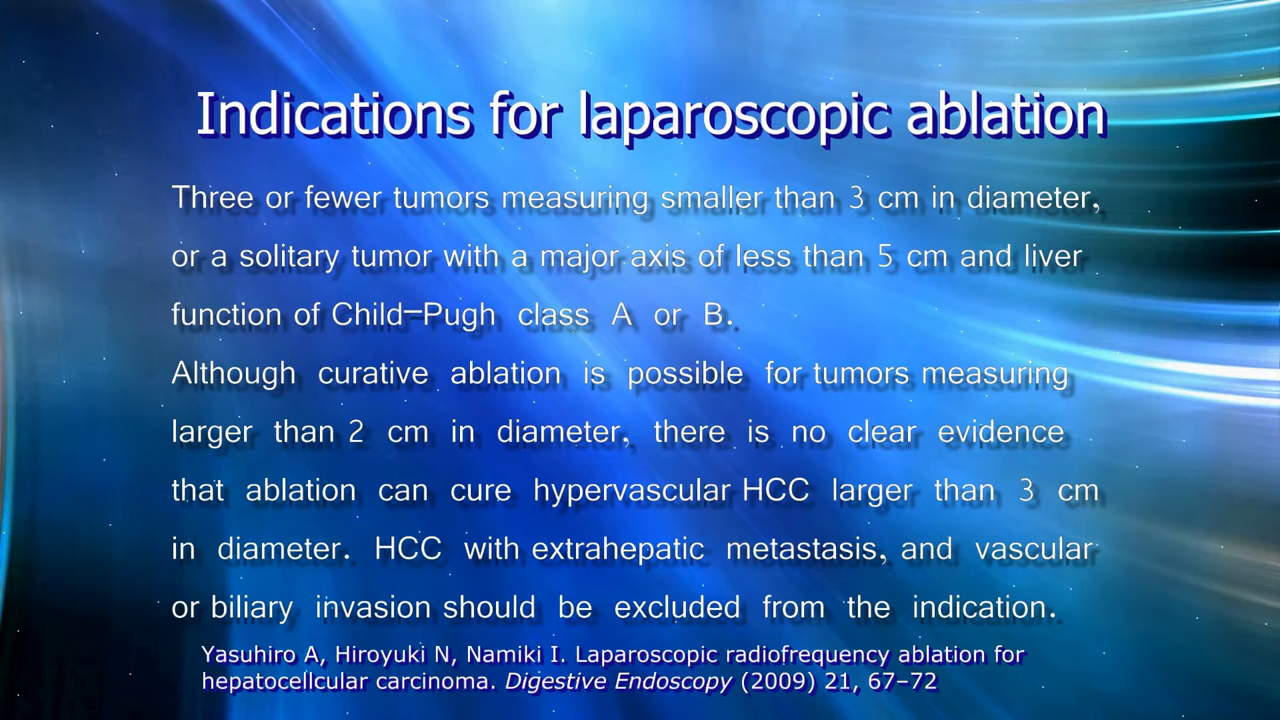 Indications for laparoscopic ablation
Three or fewer tumors measuring smaller than 3 cm in diameter,
or a solitary tumor with a major axis of less than 5 cm and liver
function of Child–Pugh class A or B.
Although curative ablation is possible for tumors measuring
larger than 2 cm in diameter, there is no clear evidence
that ablation can cure hypervascular HCC larger than 3 cm
in diameter. HCC with extrahepatic metastasis, and vascular
or biliary invasion should be excluded from the indication.
Yasuhiro A, Hiroyuki N, Namiki I. Laparoscopic radiofrequency ablation for
hepatocellcular carcinoma. Digestive Endoscopy (2009) 21, 67–72